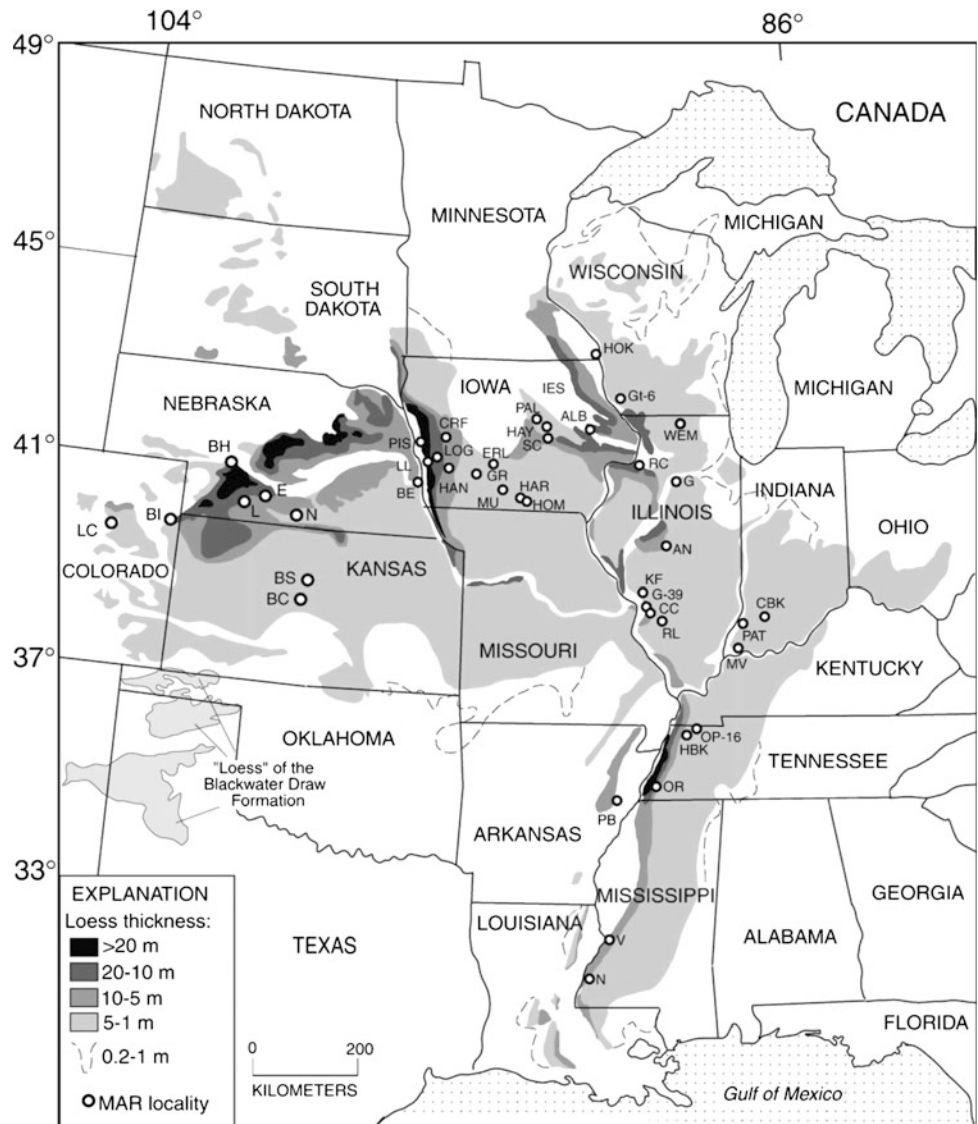 104°
86°
49°
NORTH DAKOTA
CANADA
MINNESOTA
MICHIGAN
45°
WISCONSIN
SOUTH
DAKOTA
HOK
MICHIGAN
IOWA
IES
Gt-6
NEBRASKA
PAL
ALB
CRF
HAY
WEM
41°
BH
PIS
LOG
SC
ERL
LL
RC
HAN
GR
BE
E
G
HAR
INDIANA
L
MU
HOM
N
ILLINOIS
OHIO
LC
BI
AN
COLORADO
KANSAS
BS
KF
BC
G-39
CC
CBK
RL
PAT
MISSOURI
MV
37°
KENTUCKY
OKLAHOMA
OP-16
HBK
"Loess" of the
Blackwater Draw
Formation
TENNESSEE
OR
PB
ARKANSAS
33°
MISSISSIPPI
GEORGIA
EXPLANATION
Loess thickness:
>20 m
20-10 m
10-5 m
5-1 m
0.2-1 m
MAR locality
TEXAS
LOUISIANA
ALABAMA
V
N
FLORIDA
0 200
KILOMETERS
Gulf of Mexico